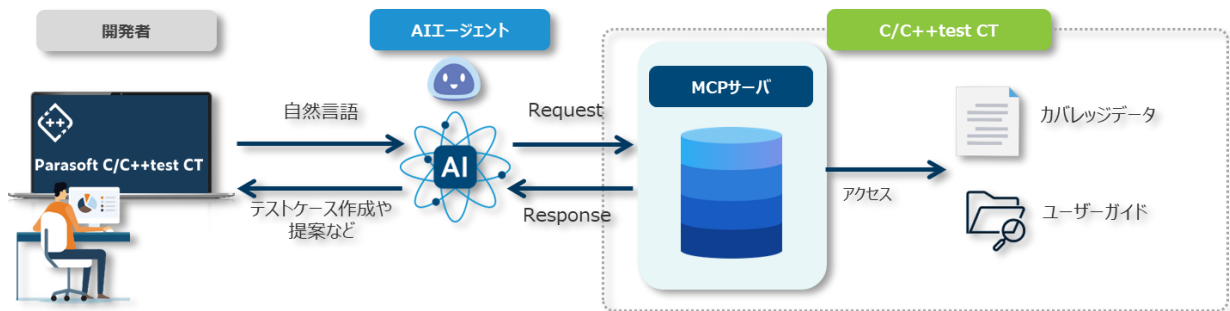 開発者
AIエージェント
C/C++test CT
MCPサーバ
++
Parasoft C/C++test CT
自然言語
AI
テストケース作成や
提案など
Request
Response
アクセス
カバレッジデータ
ユーザーガイド